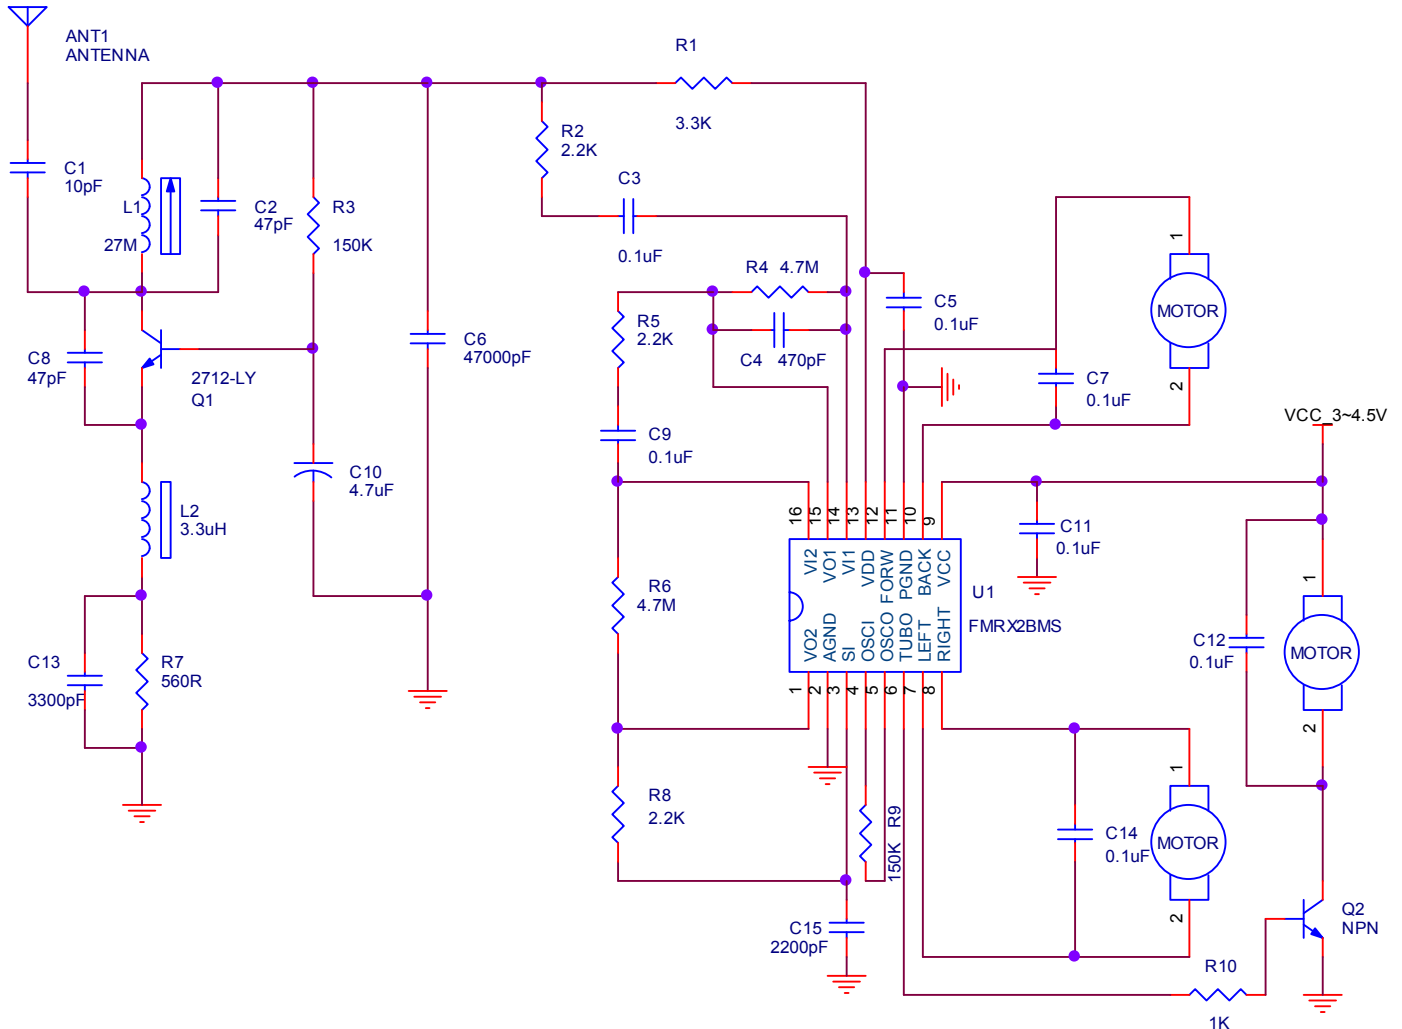 ANT1
ANTENNA
R1
3.3K
R2
2.2K
C3
0.1uF
C1
10pF
L1
27M
C2
47pF
R3
150K
R4 4.7M
C4 470pF
R5
2.2K
C5
0.1uF
1
MOTOR
2
C6
47000pF
C7
0.1uF
C8
47pF
2712-LY
Q1
C9
0.1uF
VCC_3~4.5V
C10
4.7uF
L2
3.3uH
C11
0.1uF
16 15 14 13 12 11 10 9
VI2 VO1 VI1 VDD FORW PGND BACK VCC
VO2 AGND SI OSCI OSCO TUBO LEFT RIGHT
1 2 3 4 5 6 7 8
U1
FMRX2BMS
R6
4.7M
C12
0.1uF
1
MOTOR
2
C13
3300pF
R7
560R
R8
2.2K
R9
150K
C14
0.1uF
1
MOTOR
2
C15
2200pF
Q2
NPN
R10
1K